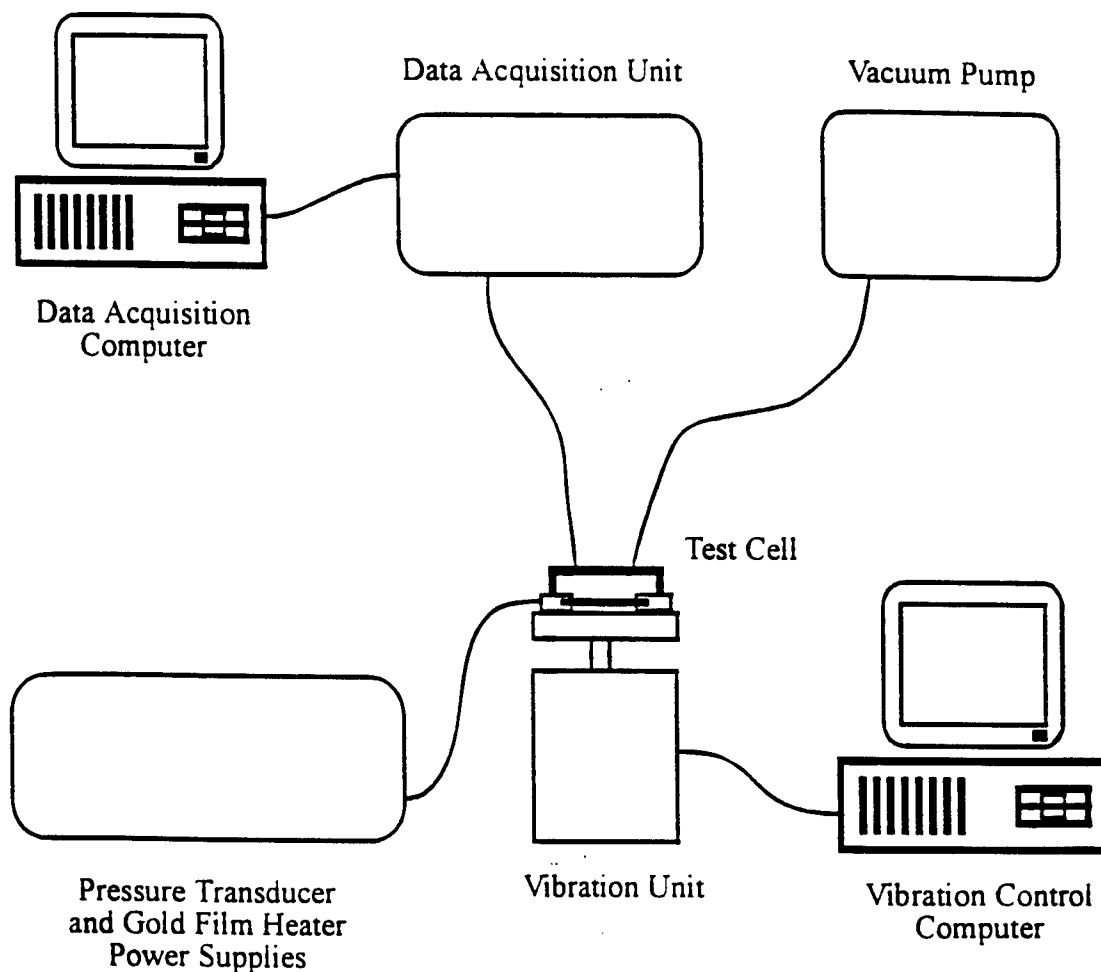 Data Acquisition Unit
Vacuum Pump
Data Acquisition
Computer
Test Cell
Pressure Transducer
and Gold Film Heater
Power Supplies
Vibration Unit
Vibration Control
Computer